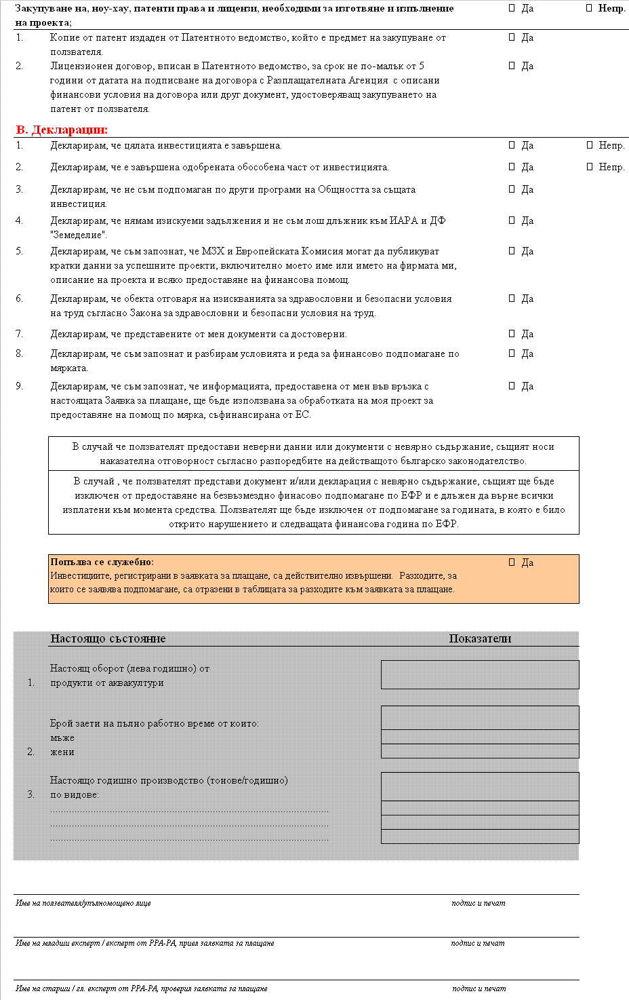 Закупуване на, ноу-хау, патенти права и лицензи, необходими за изготвяне и изпълнение ☐ Да ☐ Непр.
на проекта;
1. Копие от патент издаден от Патентното ведомство, който е предмет на закупуване от ☐ Да
ползвателя.
2. Лицензионен договор, вписан в Патентното ведомство, за срок не по-малък от 5 ☐ Да
години от датата на подписване на договора с Разплащателната Агенция с описани
финансови условия на договора или друг документ, удостоверяващ закупуването на
патент от ползвателя.
В. Декларации:
1. Декларирам, че цялата инвестицията е завършена. ☐ Да ☐ Непр.
2. Декларирам, че е завършена одобрената обособена част от инвестицията. ☐ Да ☐ Непр.
3. Декларирам, че не съм подпомаган по други програми на Общността за същата ☐ Да
инвестиция.
4. Декларирам, че нямам изискуеми задължения и не съм лош длъжник към ИАРА и ДФ ☐ Да
"Земеделие".
5. Декларирам, че съм запознат, че МЗХ и Европейската Комисия могат да публикуват ☐ Да
кратки данни за успешните проекти, включително моето име или името на фирмата ми,
описание на проекта и всяко предоставяне на финансова помощ.
6. Декларирам, че обекта отговаря на изискванията за здравословни и безопасни условия ☐ Да
на труд съгласно Закона за здравословни и безопасни условия на труд.
7. Декларирам, че представените от мен документи са достоверни. ☐ Да
8. Декларирам, че съм запознат и разбирам условията и реда за финансово подпомагане по ☐ Да
мярката.
9. Декларирам, че съм запознат, че информацията, предоставена от мен във връзка с ☐ Да
настоящата Заявка за плащане, ще бъде използвана за обработката на моя проект за
предоставяне на помощ по мярка, съфинансирана от ЕС.
В случай че ползвателят предостави неверни данни или документи с невярно съдържание, същият носи
наказателна отговорност съгласно разпоредбите на действащото българско законодателство.
В случай , че ползвателят представи документ и/или декларация с невярно съдържание, същият ще бъде
изключен от предоставяне на безвъзмездно финасово подпомагане по ЕФР и е длъжен да върне всички
изплатени към момента средства. Ползвателят ще бъде изключен от подпомагане за годината, в която е било
открито нарушението и следващата финансова година по ЕФР.
Попълва се служебно: ☐ Да
Инвестициите, регистрирани в заявката за плащане, са действително извършени. Разходите, за
които се заявява подпомагане, са отразени в таблицата за разходите към заявката за плащане.
Настоящо състояние Показатели
Настоящ оборот (лева годишно) от
1. продукти от аквакултури
Брой заети на пълно работно време от които:
мъже
2. жени
Настоящо годишно производство (тонове/годишно)
3. по видове:
..........................................................................................
..........................................................................................
..........................................................................................
Име на ползвателя/упълномощено лице подпис и печат
Име на младши експерт / експерт от РРА-РА, приел заявката за плащане подпис и печат
Име на старши / гл. експерт от РРА-РА, проверил заявката за плащане подпис и печат